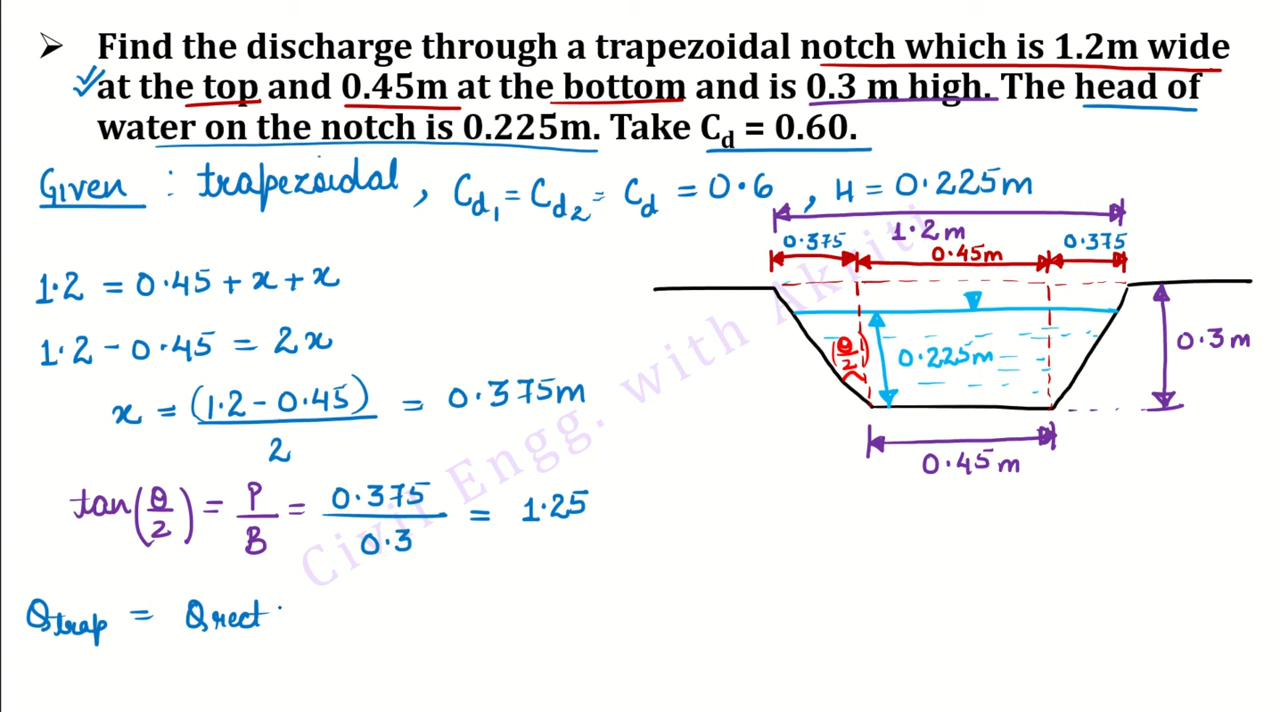 ➤ Find the discharge through a trapezoidal notch which is 1.2m wide
at the top and 0.45m at the bottom and is 0.3 m high. The head of
water on the notch is 0.225m. Take Cd = 0.60.
Given : trapezoidal , Cd1 = Cd2 = Cd = 0.6 , H = 0.225m
1.2 m
0.375 0.45m 0.375
1.2 = 0.45 + x + x
1.2 - 0.45 = 2x
x = (1.2 - 0.45) / 2 = 0.375m
tan(θ/2) = P/B = 0.375/0.3 = 1.25
Qtrap = Qrect
(θ/2) 0.225m 0.3m
0.45m
Civil Engg. with Akriti